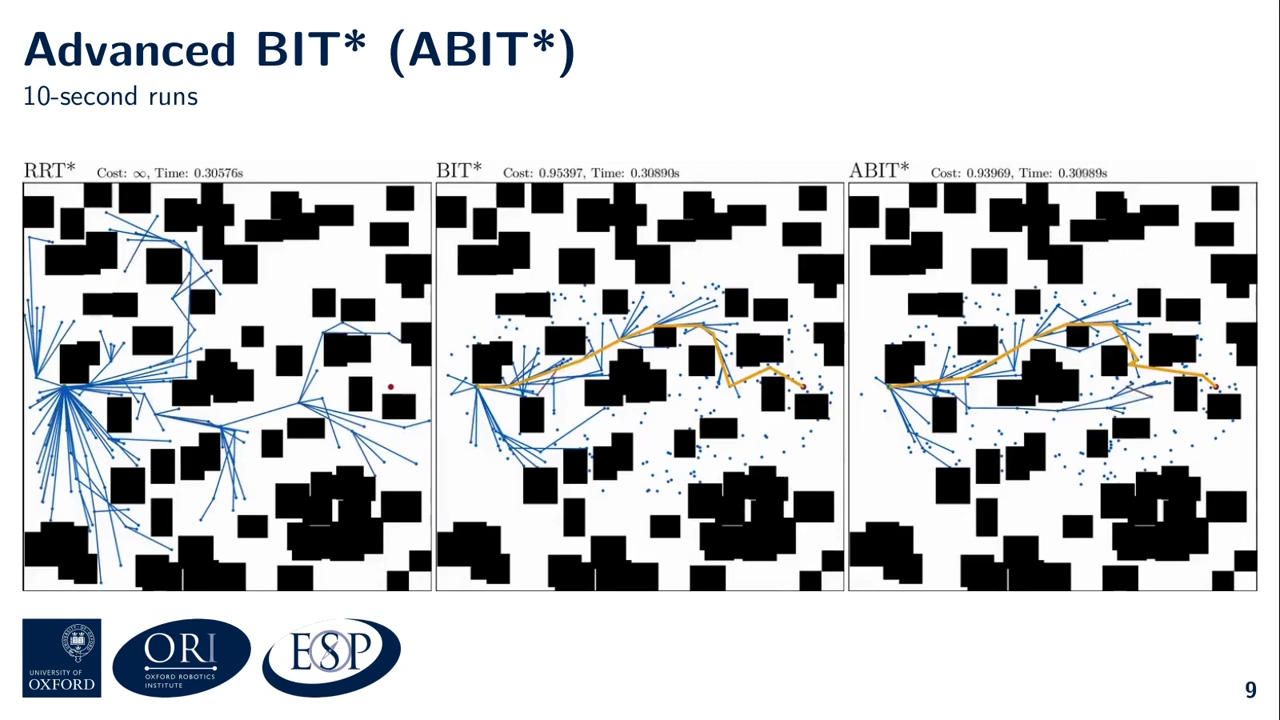 Advanced BIT* (ABIT*)
10-second runs
RRT* Cost: ∞, Time: 0.30576s
BIT* Cost: 0.95397, Time: 0.30890s
ABIT* Cost: 0.93969, Time: 0.30989s
UNIVERSITY OF
OXFORD
ORI
OXFORD ROBOTICS
INSTITUTE
ESP
9